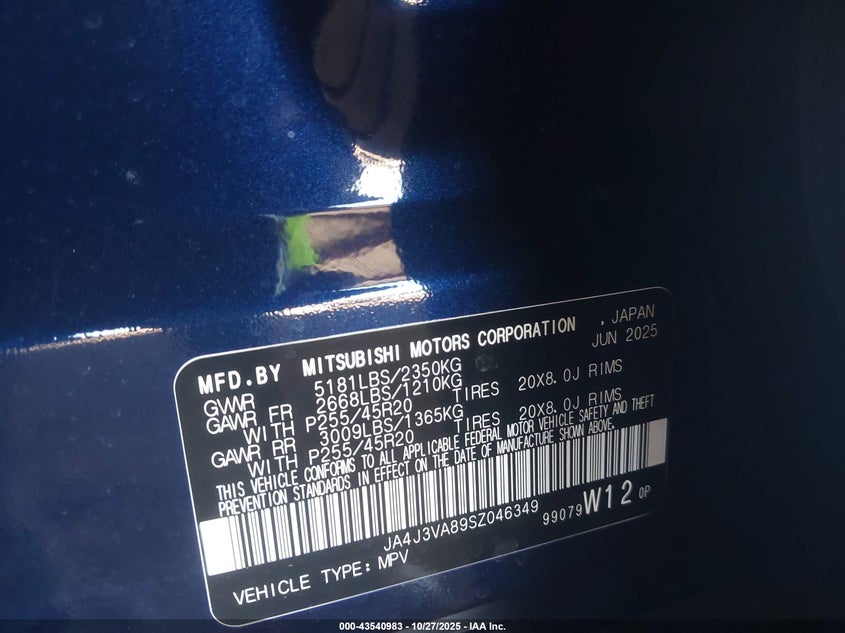 MFD.BY MITSUBISHI MOTORS CORPORATION , JAPAN
JUN 2025
GVWR 5181LBS/2350KG
GAWR FR 2668LBS/1210KG
WITH P255/45R20 TIRES 20X8.0J RIMS
GAWR RR 3009LBS/1365KG
WITH P255/45R20 TIRES 20X8.0J RIMS
THIS VEHICLE CONFORMS TO ALL APPLICABLE FEDERAL MOTOR VEHICLE SAFETY AND THEFT
PREVENTION STANDARDS IN EFFECT ON THE DATE OF MANUFACTURE SHOWN ABOVE.
JA4J3VA89SZ046349 99079 W12 QP
VEHICLE TYPE: MPV
000-43540983 - 10/27/2025 - IAA Inc.